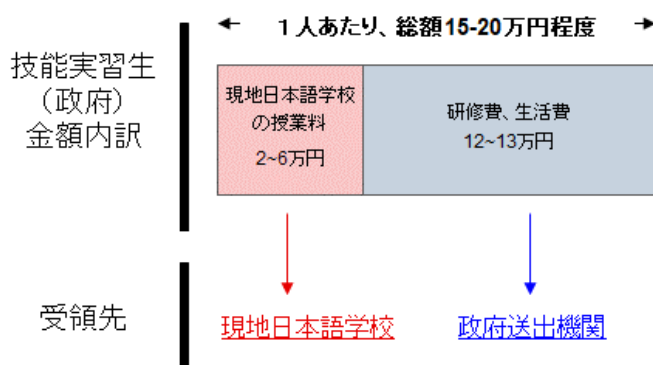 1人あたり、総額15-20万円程度
技能実習生
（政府）
金額内訳
現地日本語学校
の授業料
2~6万円
研修費、生活費
12~13万円
受領先
現地日本語学校
政府送出機関